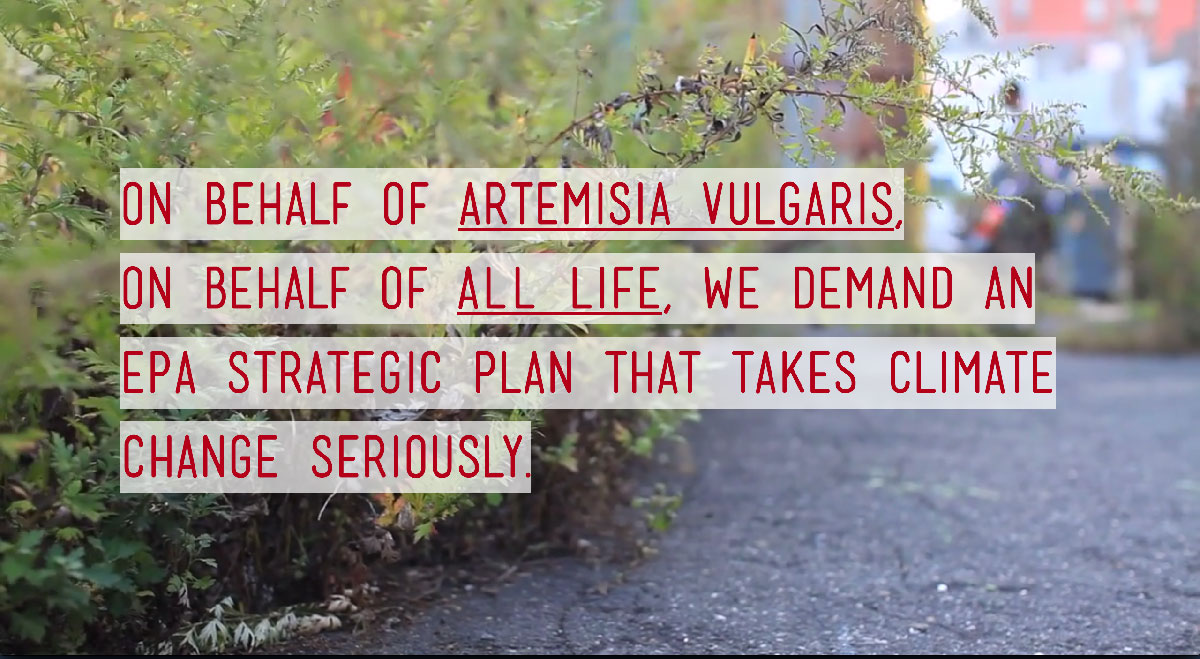 ON BEHALF OF ARTEMISIA VULGARIS,
ON BEHALF OF ALL LIFE, WE DEMAND AN
EPA STRATEGIC PLAN THAT TAKES CLIMATE
CHANGE SERIOUSLY.